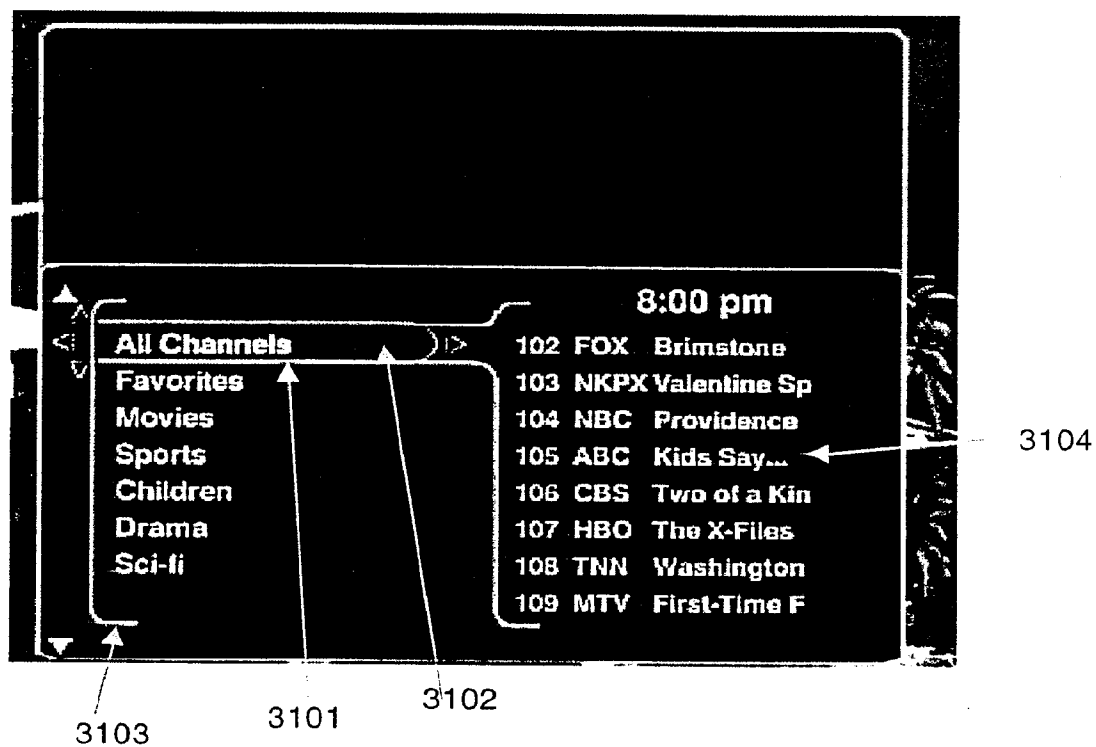 8:00 pm
All Channels
Favorites
Movies
Sports
Children
Drama
Sci-fi
102 FOX Brimstone
103 NKPX Valentine Sp
104 NBC Providence
105 ABC Kids Say...
106 CBS Two of a Kin
107 HBO The X-Files
108 TNN Washington
109 MTV First-Time F
3104
3103
3101
3102